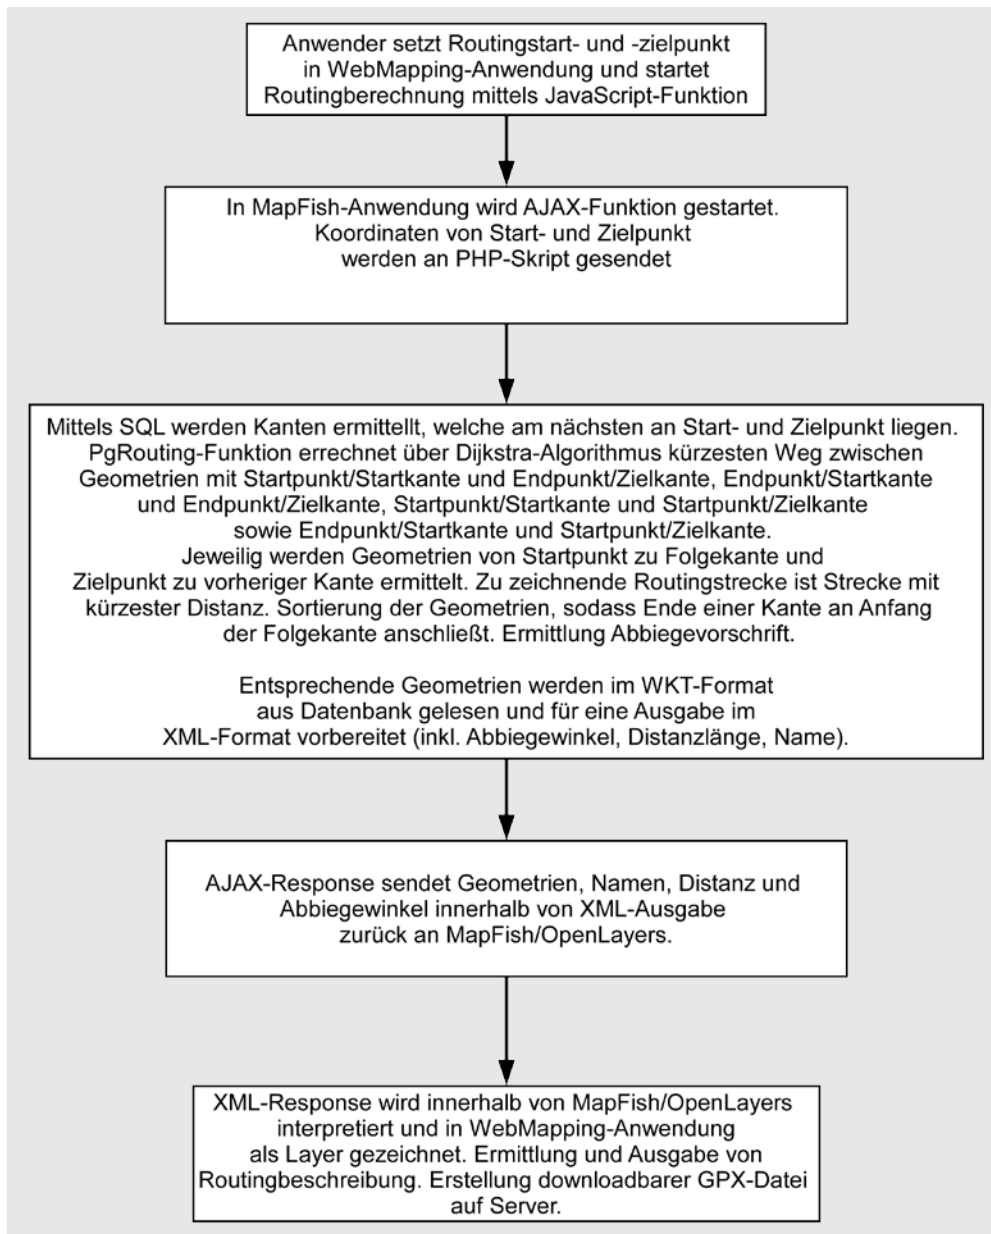 Anwender setzt Routingstart- und -zielpunkt
in WebMapping-Anwendung und startet
Routingberechnung mittels JavaScript-Funktion
In MapFish-Anwendung wird AJAX-Funktion gestartet.
Koordinaten von Start- und Zielpunkt
werden an PHP-Skript gesendet
Mittels SQL werden Kanten ermittellt, welche am nächsten an Start- und Zielpunkt liegen.
PgRouting-Funktion errechnet über Dijkstra-Algorithmus kürzesten Weg zwischen
Geometrien mit Startpunkt/Startkante und Endpunkt/Zielkante, Endpunkt/Startkante
und Endpunkt/Zielkante, Startpunkt/Startkante und Startpunkt/Zielkante
sowie Endpunkt/Startkante und Startpunkt/Zielkante.
Jeweilig werden Geometrien von Startpunkt zu Folgekante und
Zielpunkt zu vorheriger Kante ermittelt. Zu zeichnende Routingstrecke ist Strecke mit
kürzester Distanz. Sortierung der Geometrien, sodass Ende einer Kante an Anfang
der Folgekante anschließt. Ermittlung Abbiegevorschrift.
Entsprechende Geometrien werden im WKT-Format
aus Datenbank gelesen und für eine Ausgabe im
XML-Format vorbereitet (inkl. Abbiegewinkel, Distanzlänge, Name).
AJAX-Response sendet Geometrien, Namen, Distanz und
Abbiegewinkel innerhalb von XML-Ausgabe
zurück an MapFish/OpenLayers.
XML-Response wird innerhalb von MapFish/OpenLayers
interpretiert und in WebMapping-Anwendung
als Layer gezeichnet. Ermittlung und Ausgabe von
Routingbeschreibung. Erstellung downloadbarer GPX-Datei
auf Server.